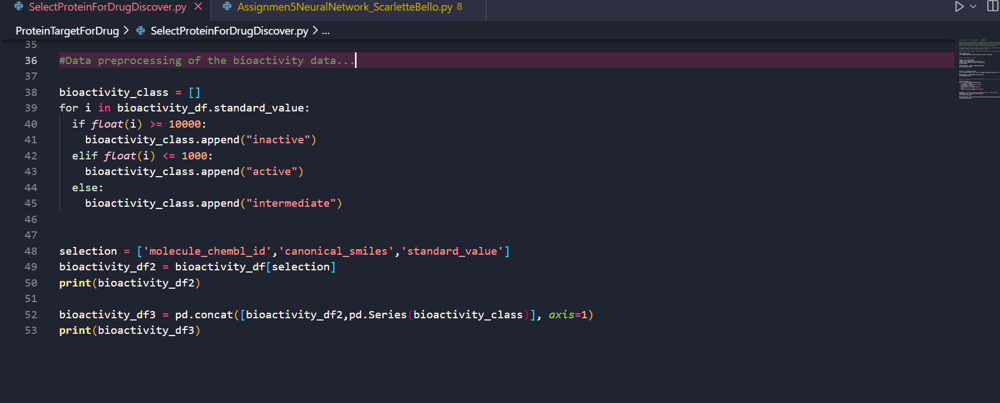 SelectProteinForDrugDiscover.py Assignmen5NeuralNetwork_ScarletteBello.py 8
ProteinTargetForDrug > SelectProteinForDrugDiscover.py > ...
35
36 #Data preprocessing of the bioactivity data...
37
38 bioactivity_class = []
39 for i in bioactivity_df.standard_value:
40   if float(i) >= 10000:
41     bioactivity_class.append("inactive")
42   elif float(i) <= 1000:
43     bioactivity_class.append("active")
44   else:
45     bioactivity_class.append("intermediate")
46
47
48 selection = ['molecule_chembl_id','canonical_smiles','standard_value']
49 bioactivity_df2 = bioactivity_df[selection]
50 print(bioactivity_df2)
51
52 bioactivity_df3 = pd.concat([bioactivity_df2,pd.Series(bioactivity_class)], axis=1)
53 print(bioactivity_df3)